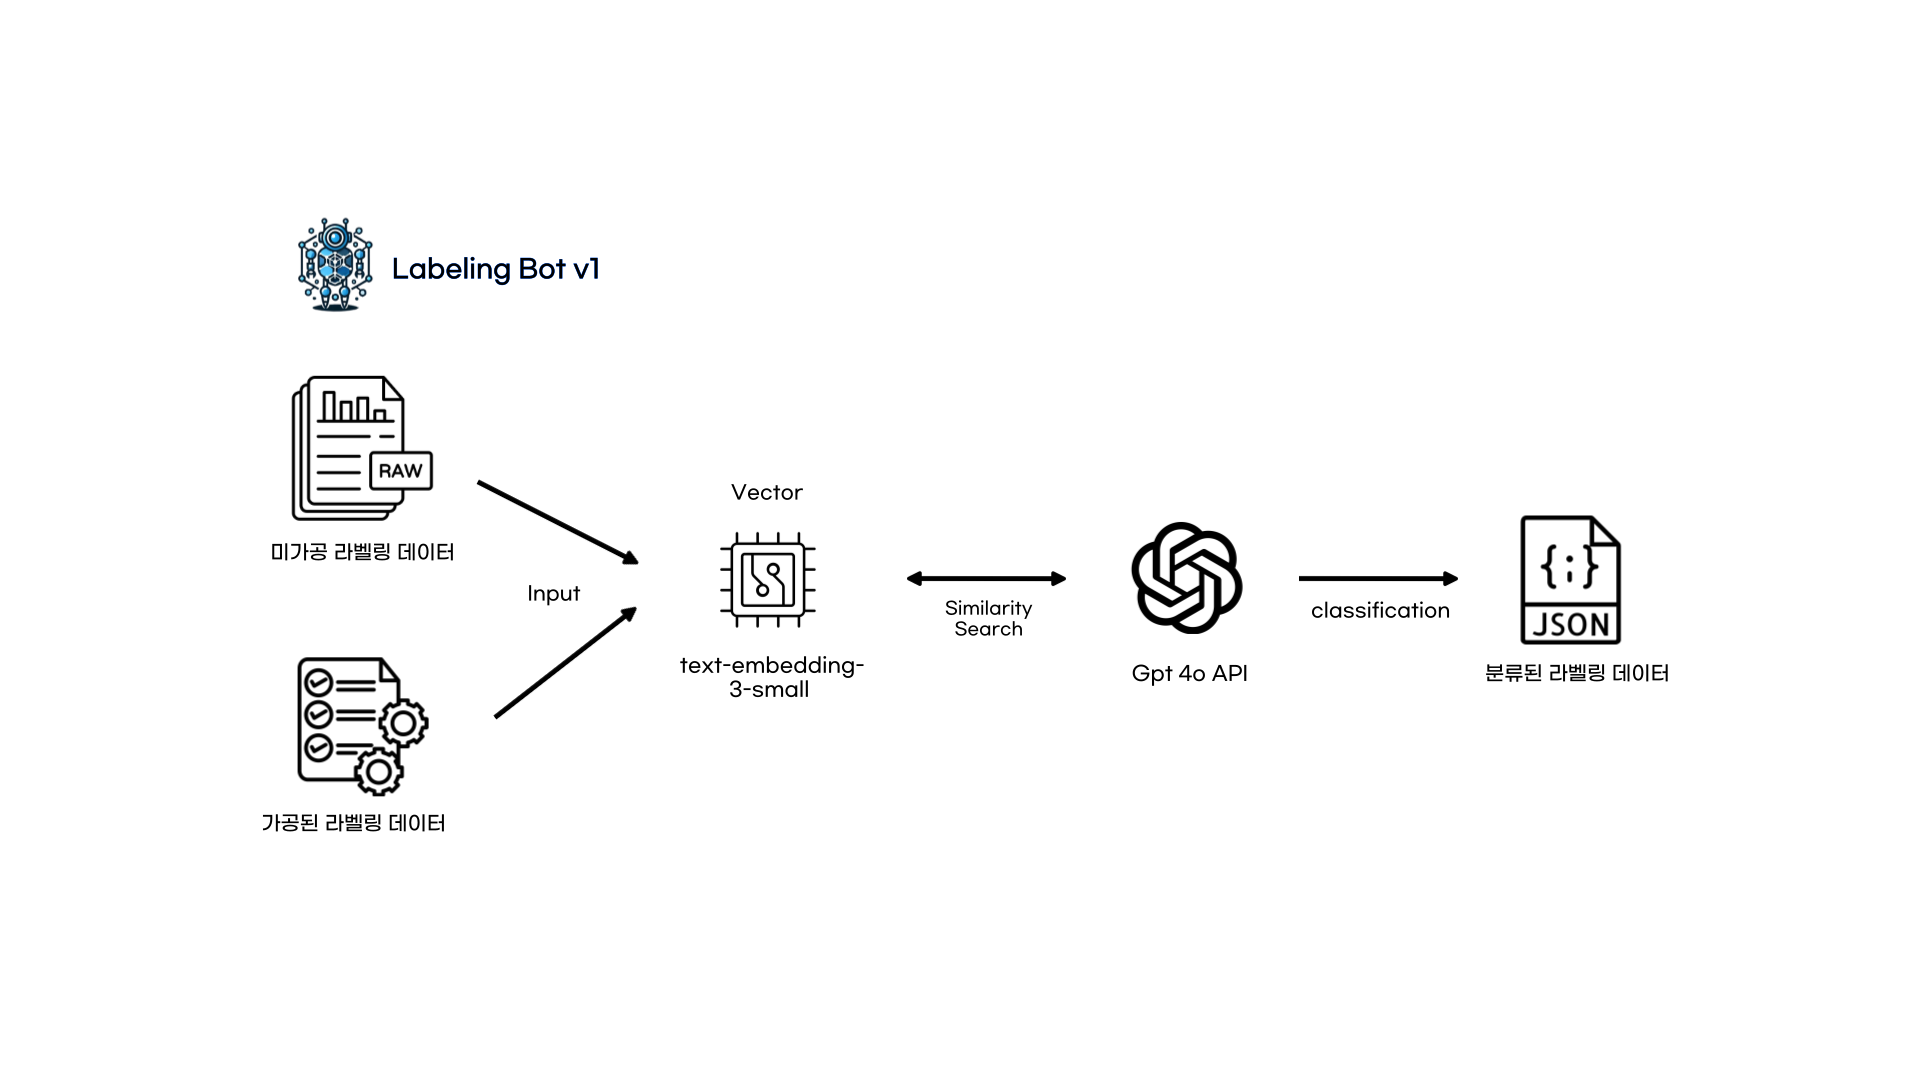 Labeling Bot v1
RAW
미가공 라벨링 데이터
Input
가공된 라벨링 데이터
Vector
text-embedding-
3-small
Similarity
Search
Gpt 4o API
classification
{;}
JSON
분류된 라벨링 데이터